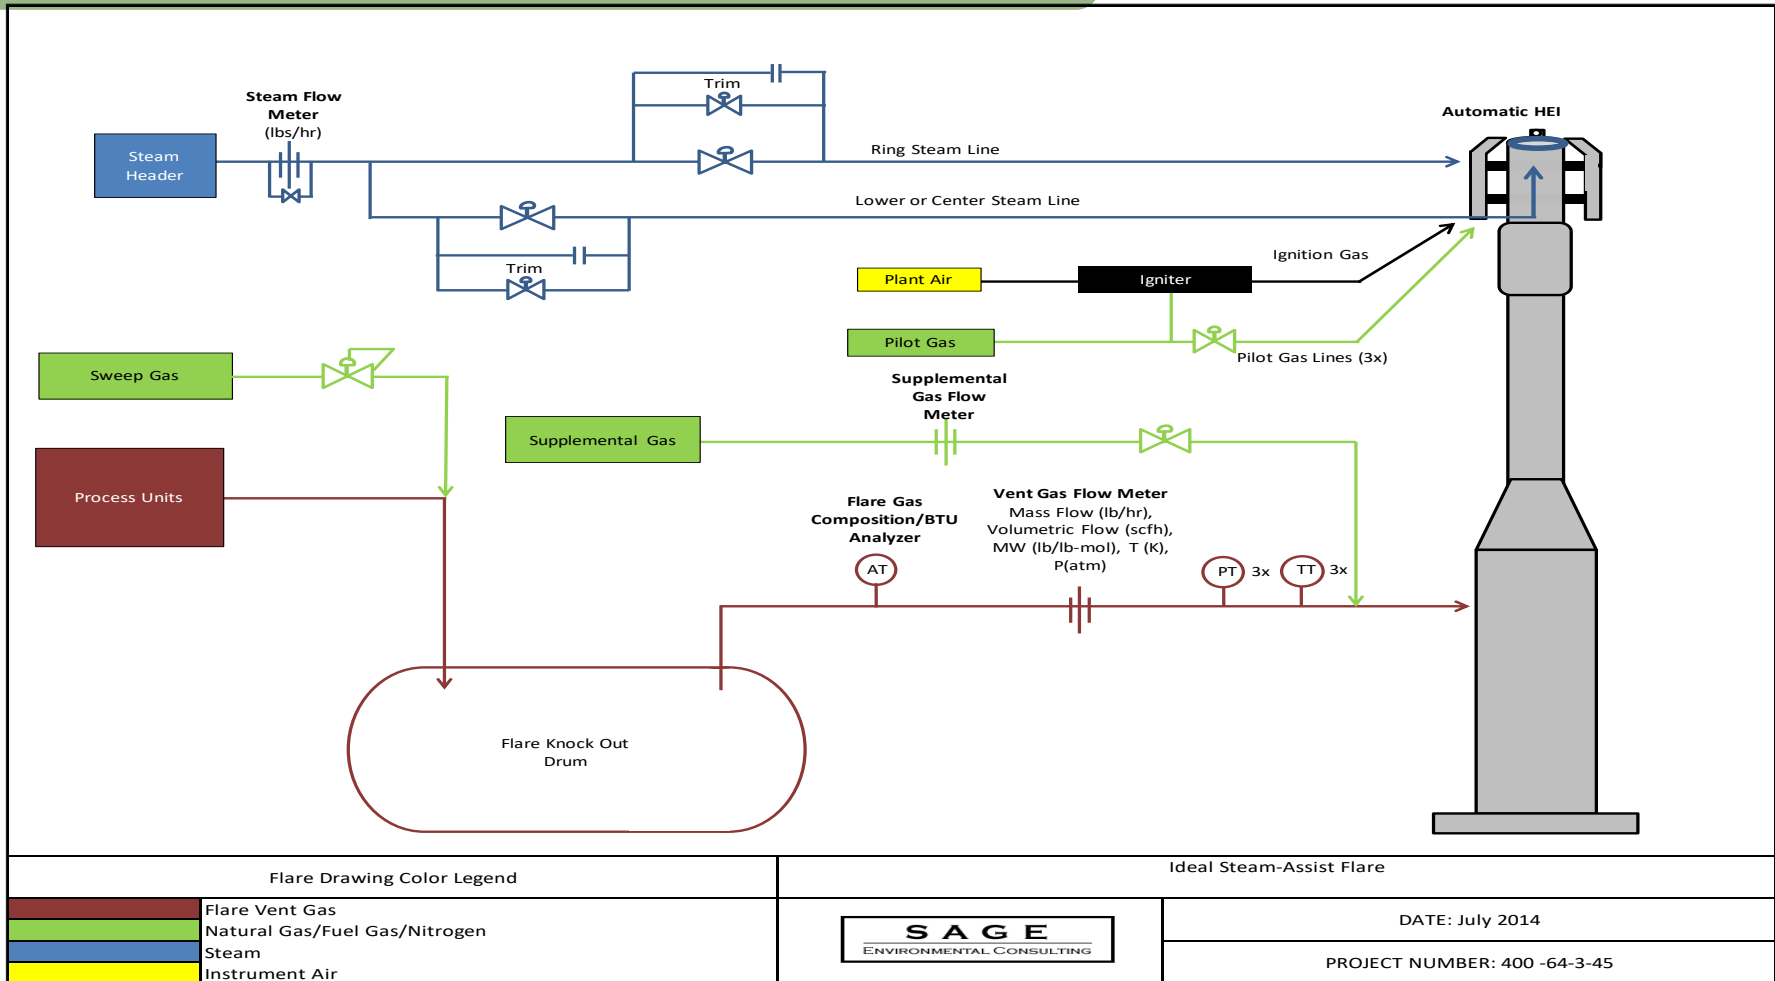 Steam Flow
Meter
(lbs/hr)
Trim
Automatic HEI
Steam
Header
Ring Steam Line
Lower or Center Steam Line
Trim
Ignition Gas
Plant Air
Igniter
Pilot Gas
Pilot Gas Lines (3x)
Sweep Gas
Supplemental
Gas Flow
Meter
Supplemental Gas
Process Units
Flare Gas
Composition/BTU
Analyzer
Vent Gas Flow Meter
Mass Flow (lb/hr),
Volumetric Flow (scfh),
MW (lb/lb-mol), T (K),
P(atm)
AT
PT 3x
TT 3x
Flare Knock Out
Drum
Flare Drawing Color Legend
Flare Vent Gas
Natural Gas/Fuel Gas/Nitrogen
Steam
Instrument Air
Ideal Steam-Assist Flare
SAGE
ENVIRONMENTAL CONSULTING
DATE: July 2014
PROJECT NUMBER: 400 -64-3-45